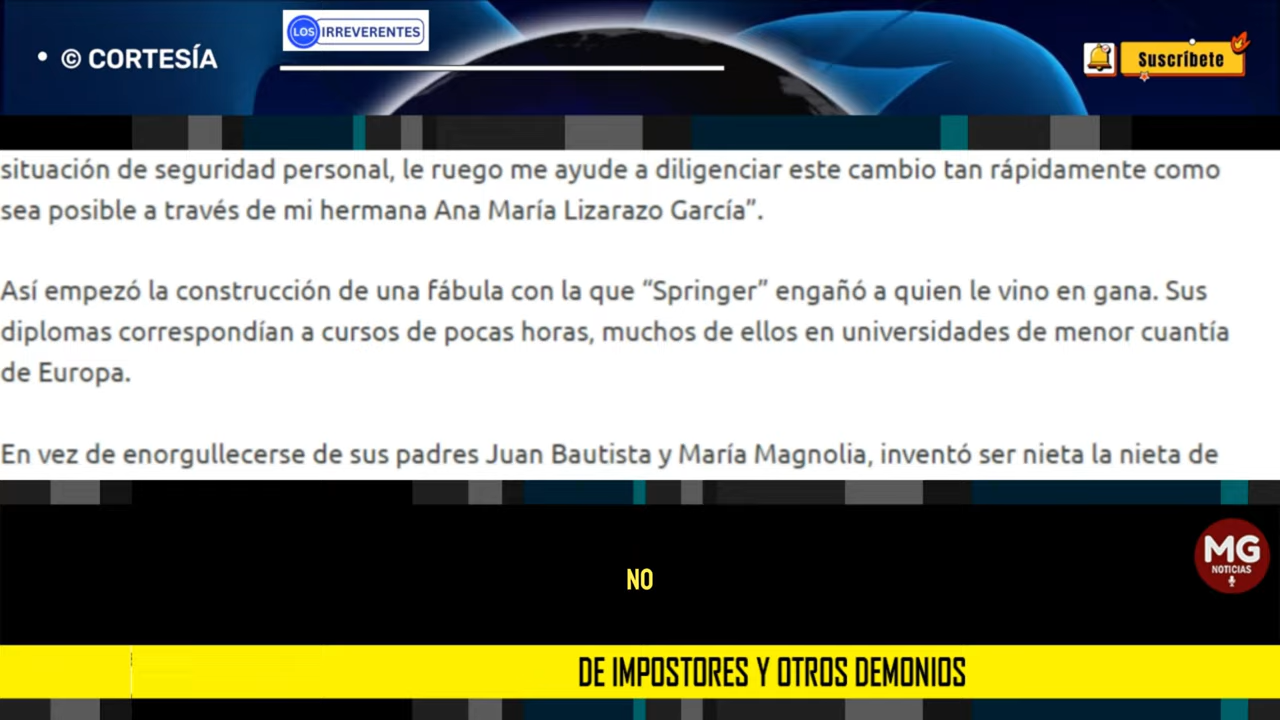 • © CORTESÍA
LOS IRREVERENTES
Suscríbete
situación de seguridad personal, le ruego me ayude a diligenciar este cambio tan rápidamente como
sea posible a través de mi hermana Ana María Lizarazo García”.
Así empezó la construcción de una fábula con la que “Springer” engañó a quien le vino en gana. Sus
diplomas correspondían a cursos de pocas horas, muchos de ellos en universidades de menor cuantía
de Europa.
En vez de enorgullecerse de sus padres Juan Bautista y María Magnolia, inventó ser nieta la nieta de
MG
NOTICIAS
NO
DE IMPOSTORES Y OTROS DEMONIOS